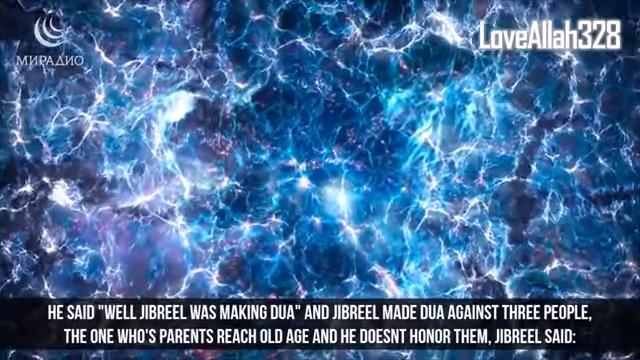 МИРАДИО
LoveAllah328
HE SAID "WELL JIBREEL WAS MAKING DUA" AND JIBREEL MADE DUA AGAINST THREE PEOPLE,
THE ONE WHO'S PARENTS REACH OLD AGE AND HE DOESNT HONOR THEM, JIBREEL SAID: